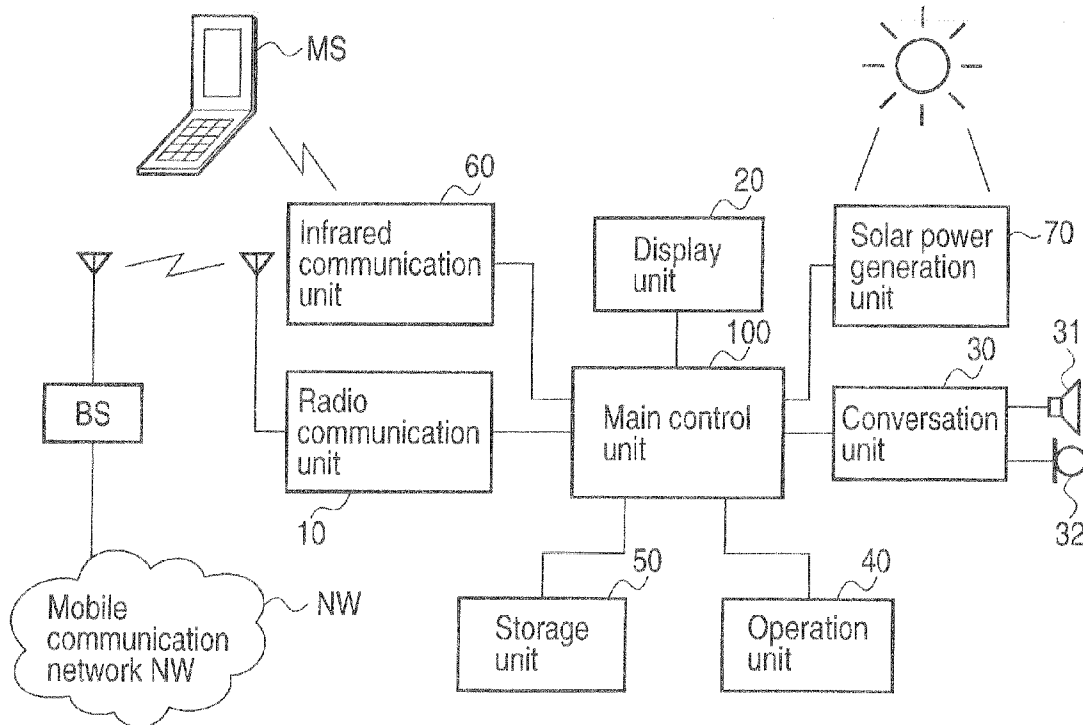 MS
60
Infrared
communication
unit
20
Display
unit
Solar power
generation
unit
70
BS
Radio
communication
unit
10
100
Main control
unit
30
Conversation
unit
31
32
Mobile
communication
network NW
NW
50
Storage
unit
40
Operation
unit